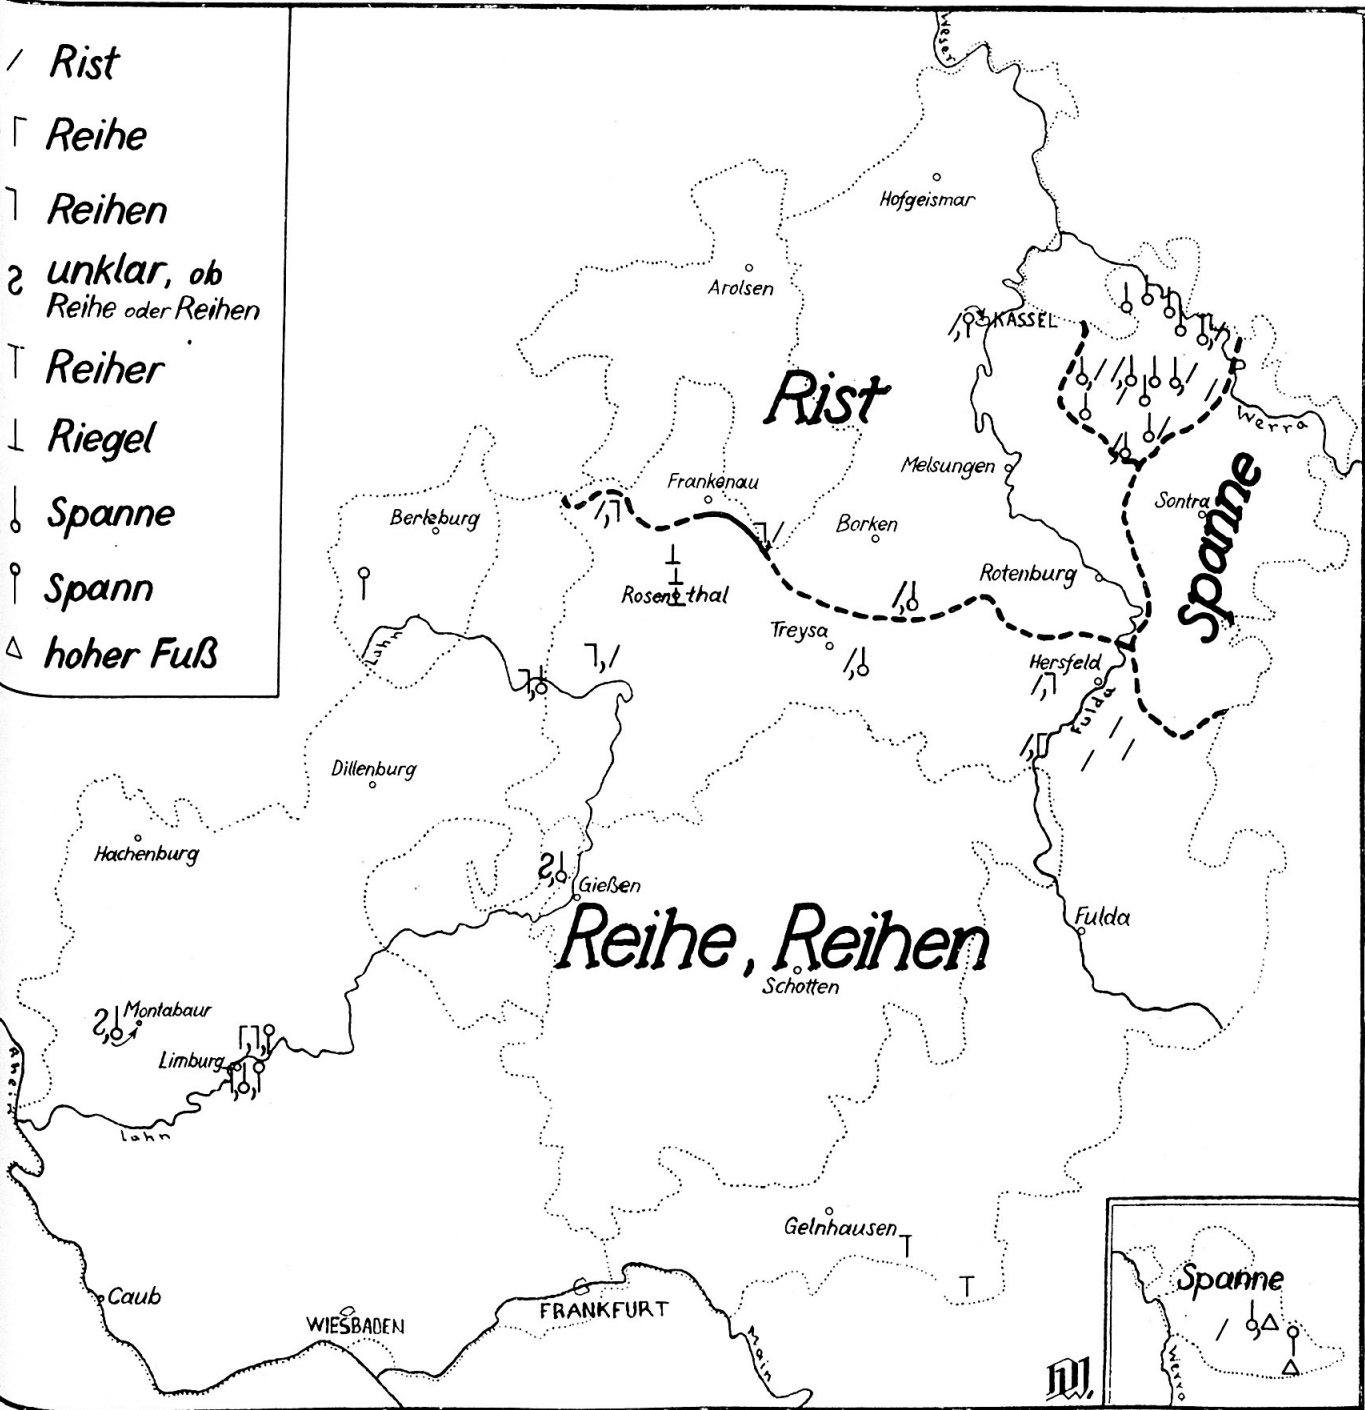 Rist
Reihe
Reihen
unklar, ob
Reihe oder Reihen
Reiher
Riegel
Spanne
Spann
hoher Fuß
Weser
Hofgeismar
Arolsen
KASSEL
Rist
Werra
Melsungen
Frankenau
Sontra
Spanne
Berleburg
Borken
Rotenburg
Rosenthal
Treysa
Lahn
Hersfeld
Fulda
Dillenburg
Hachenburg
Gießen
Fulda
Reihe, Reihen
Schotten
Montabaur
Limburg
Rhein
Lahn
Gelnhausen
Caub
WIESBADEN
FRANKFURT
Main
Spanne
Werra